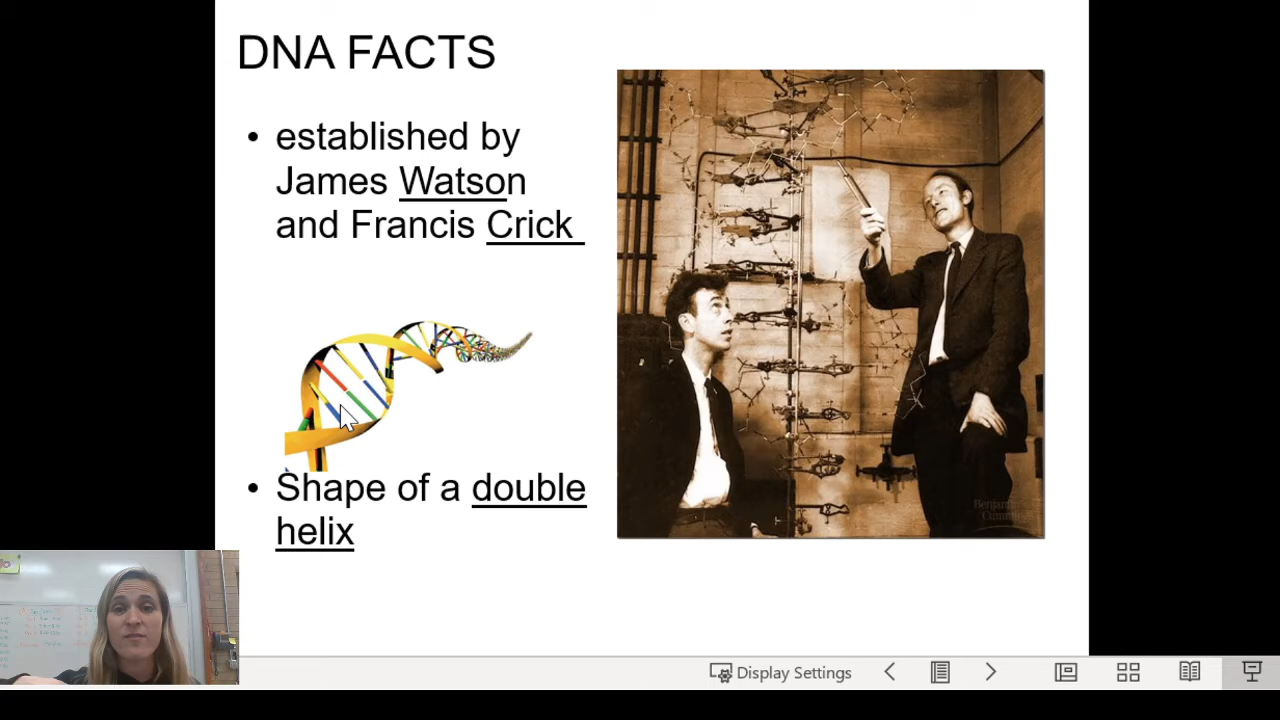 DNA FACTS
• established by
James Watson
and Francis Crick
• Shape of a double
helix
Display Settings